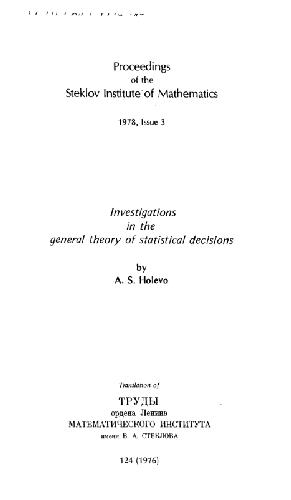 Proceedings
of the
Steklov Institute of Mathematics
1978, Issue 3
Investigations
in the
general theory of statistical decisions
by
A. S. Holevo
Translation of
ТРУДЫ
ордена Ленина
МАТЕМАТИЧЕСКОГО ИНСТИТУТА
имени В. А. СТЕКЛОВА
124 (1976)